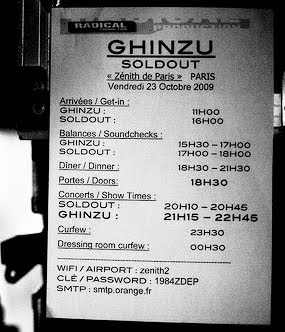 RADICAL
GHINZU
SOLDOUT
« Zénith de Paris » PARIS
Vendredi 23 Octobre 2009
Arrivées / Get-in :
GHINZU : 11H00
SOLDOUT : 16H00
Balances / Soundchecks :
GHINZU : 15H30 - 17H00
SOLDOUT : 17H00 - 18H00
Dîner / Dinner : 18H30 - 21H30
Portes / Doors: 18H30
Concerts / Show Times :
SOLDOUT : 20H10 - 20H45
GHINZU : 21H15 - 22H45
Curfew : 23H30
Dressing room curfew : 00H30
WIFI / AIRPORT : zenith2
CLÉ / PASSWORD : 1984ZDEP
SMTP : smtp.orange.fr